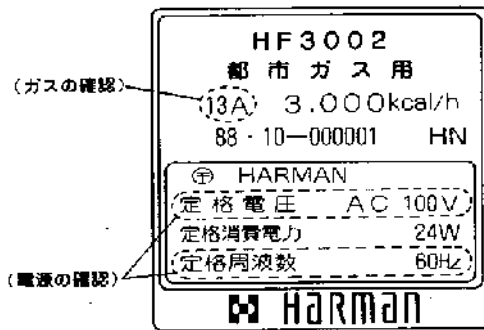 HF3002
都市ガス用
(ガスの確認)
13A 3.000kcal/h
88・10-000001 HN
〒 HARMAN
定格電圧 AC 100V
定格消費電力 24W
定格周波数 60Hz
(電源の確認)
HARMAN